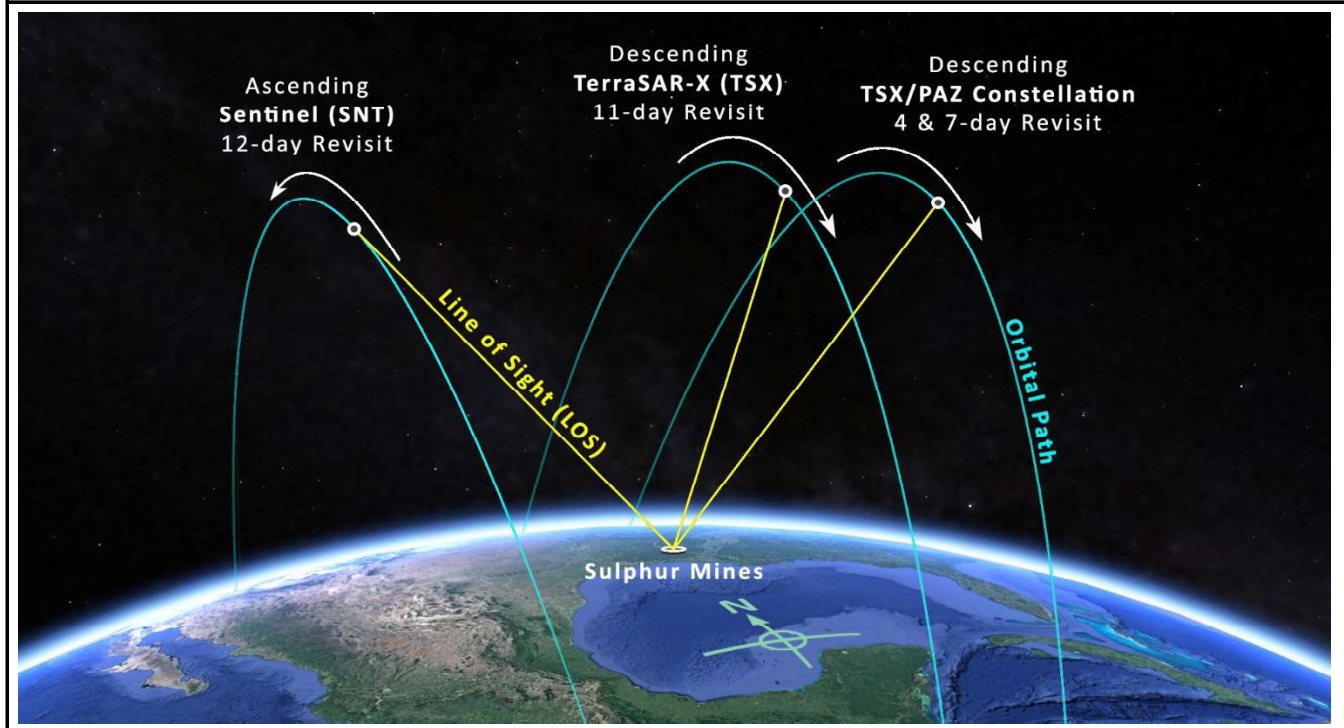 Ascending
Sentinel (SNT)
12-day Revisit
Descending
TerraSAR-X (TSX)
11-day Revisit
Descending
TSX/PAZ Constellation
4 & 7-day Revisit
Line of Sight (LOS)
Orbital Path
Sulphur Mines
N